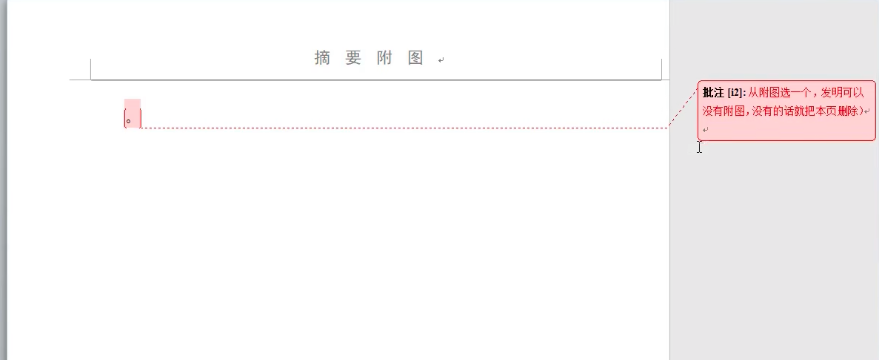 摘 要 附 图
。
批注 [i2]: 从附图选一个，发明可以
没有附图，没有的话就把本页删除）